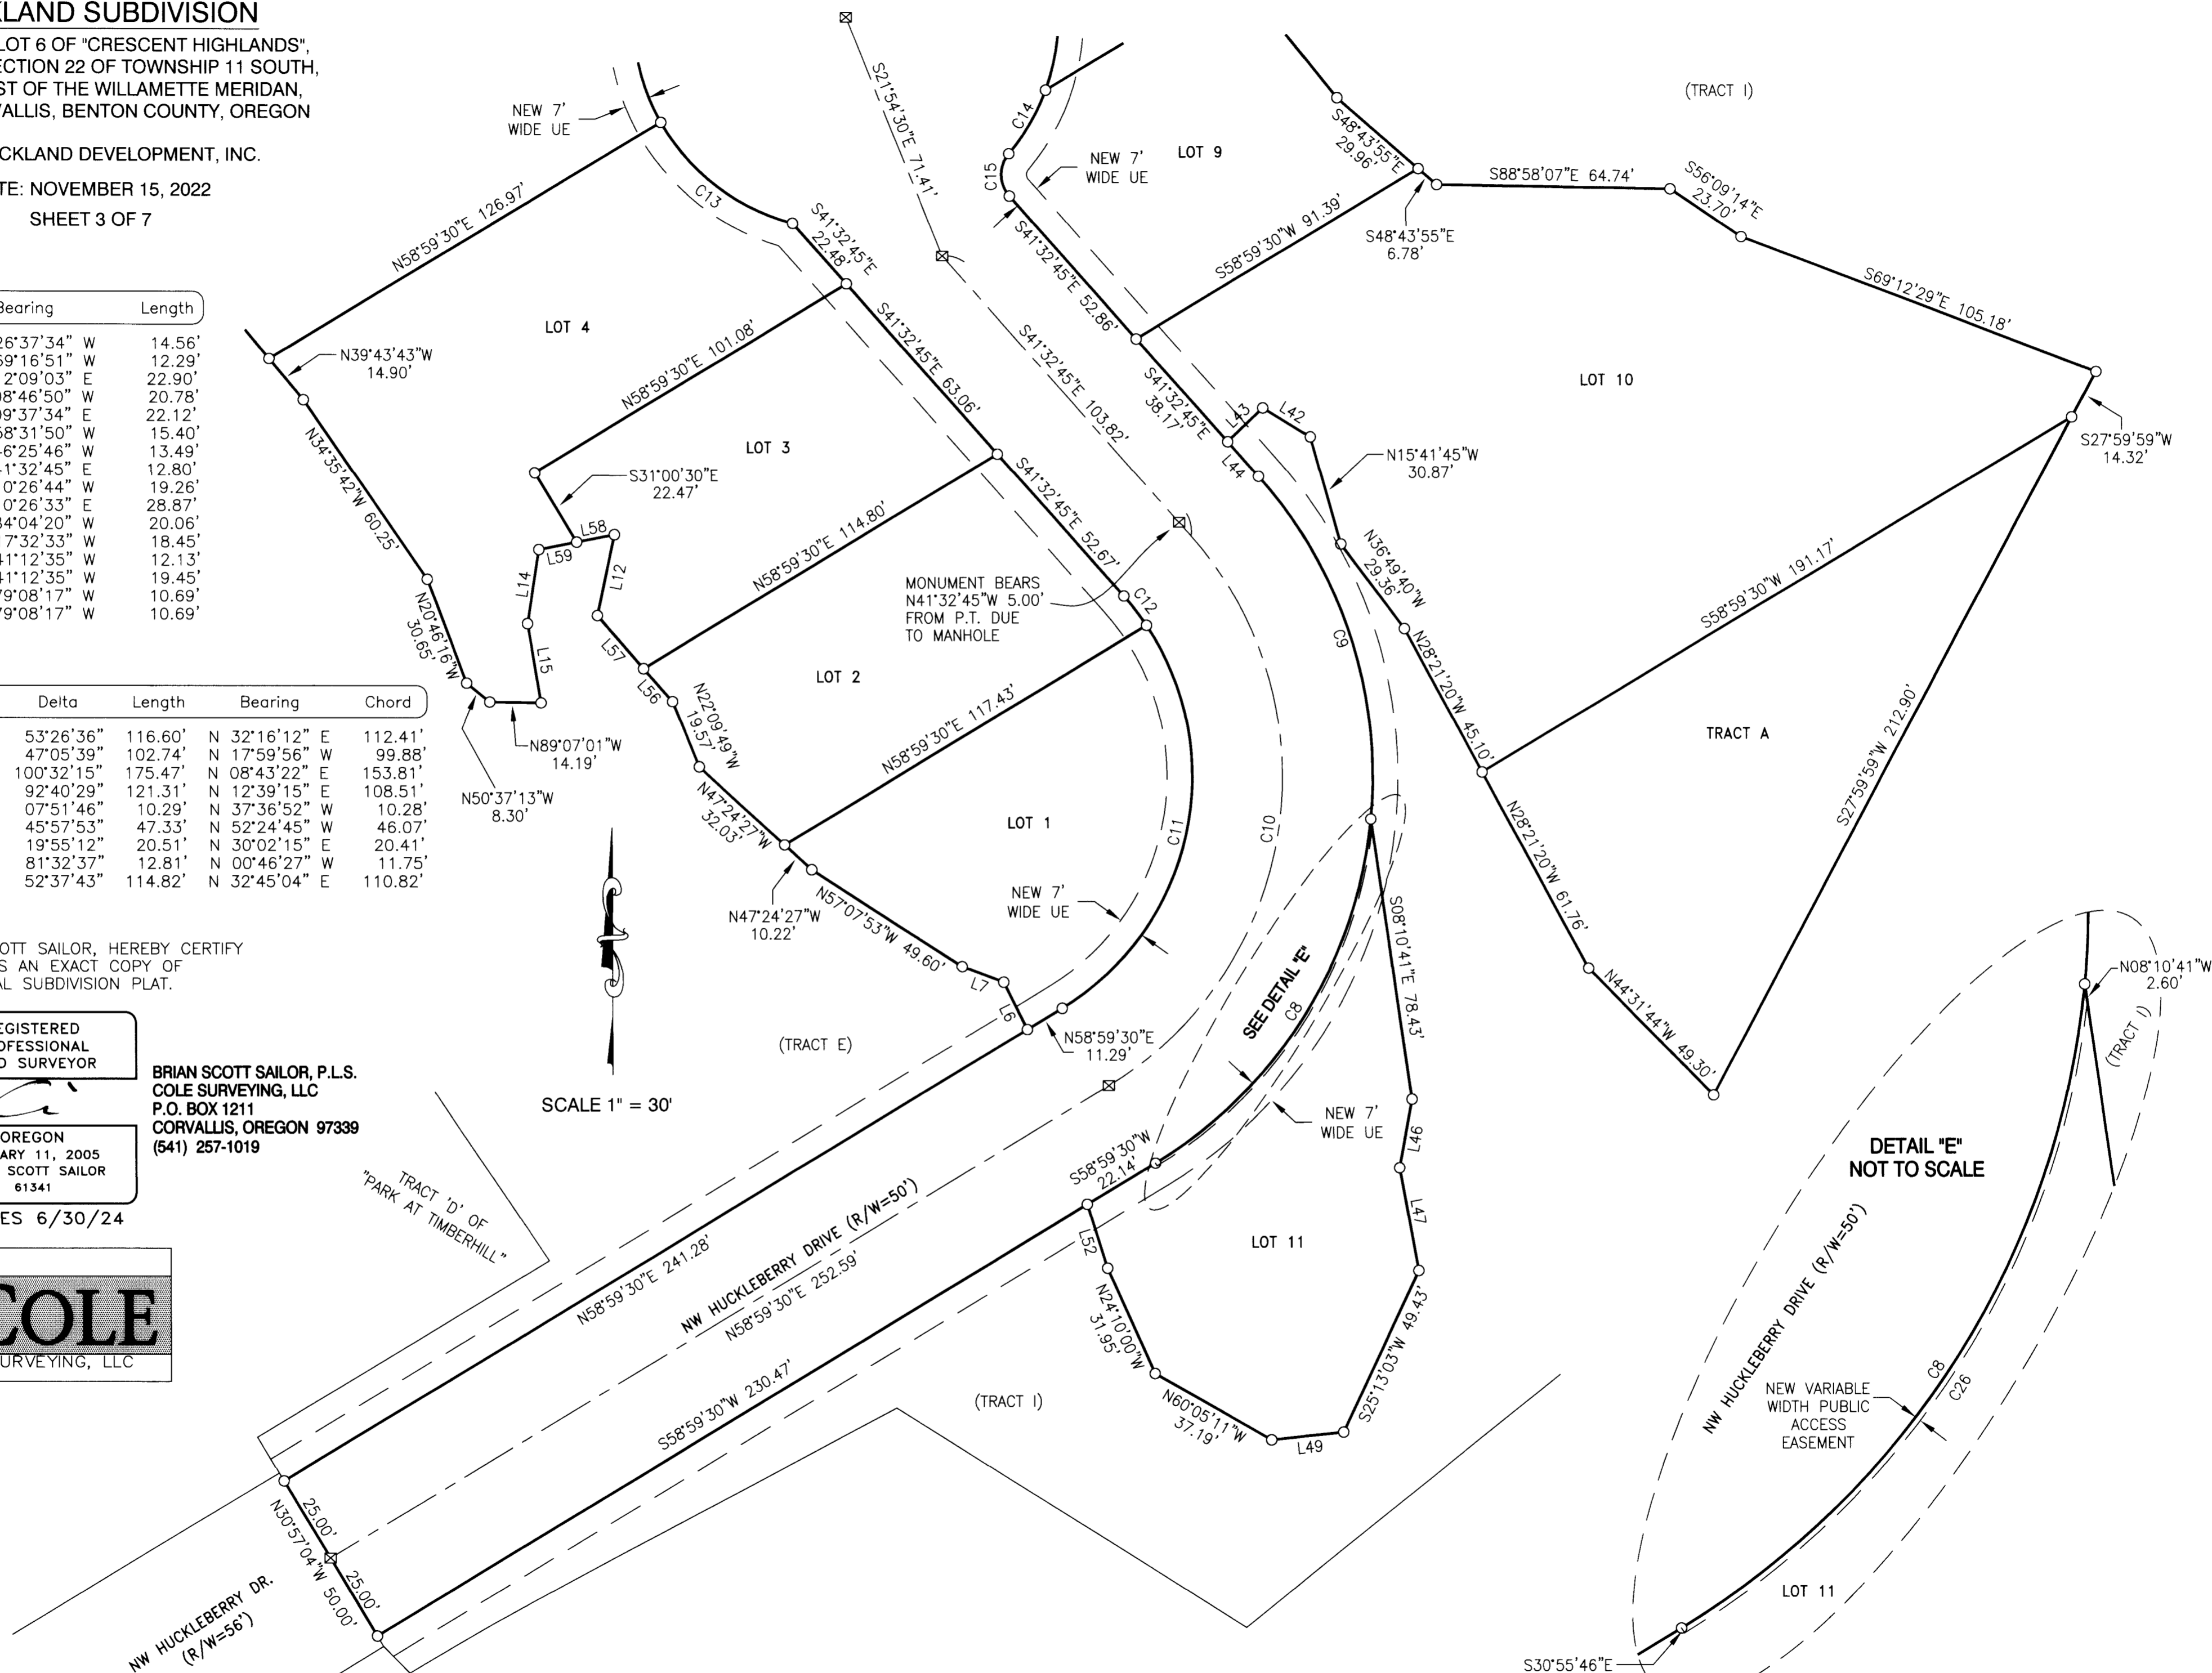 LAND SUBDIVISION
LOT 6 OF "CRESCENT HIGHLANDS",
SECTION 22 OF TOWNSHIP 11 SOUTH,
OF THE WILLAMETTE MERIDAN,
BENTON COUNTY, OREGON
DEVELOPMENT, INC.
NOVEMBER 15, 2022
SHEET 3 OF 7
Bearing Length
26°37'34" W 14.56'
69°16'51" W 12.29'
2°09'03" E 22.90'
8°46'50" W 20.78'
9°37'34" E 22.12'
58°31'50" W 15.40'
6°25'46" W 13.49'
1°32'45" E 12.80'
0°26'44" W 19.26'
0°26'33" E 28.87'
34°04'20" W 20.06'
7°32'33" W 18.45'
41°12'35" W 12.13'
41°12'35" W 19.45'
79°08'17" W 10.69'
79°08'17" W 10.69'
Delta Length Bearing Chord
53°26'36" 116.60' N 32°16'12" E 112.41'
47°05'39" 102.74' N 17°59'56" W 99.88'
100°32'15" 175.47' N 08°43'22" E 153.81'
92°40'29" 121.31' N 12°39'15" E 108.51'
07°51'46" 10.29' N 37°36'52" W 10.28'
45°57'53" 47.33' N 52°24'45" W 46.07'
19°55'12" 20.51' N 30°02'15" E 20.41'
81°32'37" 12.81' N 00°46'27" W 11.75'
52°37'43" 114.82' N 32°45'04" E 110.82'
SCOTT SAILOR, HEREBY CERTIFY
AN EXACT COPY OF
SUBDIVISION PLAT.
REGISTERED
PROFESSIONAL
SURVEYOR
OREGON
11, 2005
SCOTT SAILOR
61341
6/30/24
BRIAN SCOTT SAILOR, P.L.S.
COLE SURVEYING, LLC
P.O. BOX 1211
CORVALLIS, OREGON 97339
(541) 257-1019
COLE
SURVEYING, LLC
NEW 7'
WIDE UE
C13
N58°59'30"E 126.97'
S41°32'45"E
22.48'
LOT 4
N39°43'43"W
14.90'
N34°35'42"W 60.25'
N58°59'30"E 101.08'
LOT 3
S31°00'30"E
22.47'
L58
L59
L14
L12
L15
L57
L56
N20°46'16"W
30.65'
N50°37'13"W
8.30'
N89°07'01"W
14.19'
S21°54'30"E 71.41'
S41°32'45"E 63.06'
S41°32'45"E 103.82'
S41°32'45"E 52.67'
N58°59'30"E 114.80'
C12
MONUMENT BEARS
N41°32'45"W 5.00'
FROM P.T. DUE
TO MANHOLE
LOT 2
N22°09'49"W
19.57'
N47°24'27"W
32.03'
N58°59'30"E 117.43'
LOT 1
C11
C10
N47°24'27"W
10.22'
N57°07'53"W 49.60'
L7
L6
NEW 7'
WIDE UE
N58°59'30"E
11.29'
(TRACT E)
SCALE 1" = 30'
C14
C15
NEW 7'
WIDE UE
LOT 9
S41°32'45"E 52.86'
S48°43'55"E
29.96'
S58°59'30"W 91.39'
S48°43'55"E
6.78'
S88°58'07"E 64.74'
S56°09'14"E
23.70'
(TRACT I)
S69°12'29"E 105.18'
S27°59'59"W
14.32'
LOT 10
S41°32'45"E
38.17'
L43
L42
L44
N15°41'45"W
30.87'
N36°49'40"W
29.36'
N28°21'20"W 45.10'
S58°59'30"W 191.17'
C9
TRACT A
S27°59'59"W 212.90'
N28°21'20"W 61.76'
N44°31'44"W 49.30'
SEE DETAIL "E"
C8
S08°10'41"E 78.43'
NEW 7'
WIDE UE
L46
L47
LOT 11
S58°59'30"W
22.14'
L52
N24°10'00"W
31.95'
N60°05'11"W
37.19'
L49
S25°13'03"W 49.43'
(TRACT I)
TRACT 'D' OF
"PARK AT TIMBERHILL"
N58°59'30"E 241.28'
NW HUCKLEBERRY DRIVE (R/W=50')
N58°59'30"E 252.59'
S58°59'30"W 230.47'
25.00'
25.00'
N30°57'04"W 50.00'
NW HUCKLEBERRY DR.
(R/W=56')
DETAIL "E"
NOT TO SCALE
N08°10'41"W
2.60'
(TRACT I)
NW HUCKLEBERRY DRIVE (R/W=50')
C8
C26
NEW VARIABLE
WIDTH PUBLIC
ACCESS
EASEMENT
LOT 11
S30°55'46"E